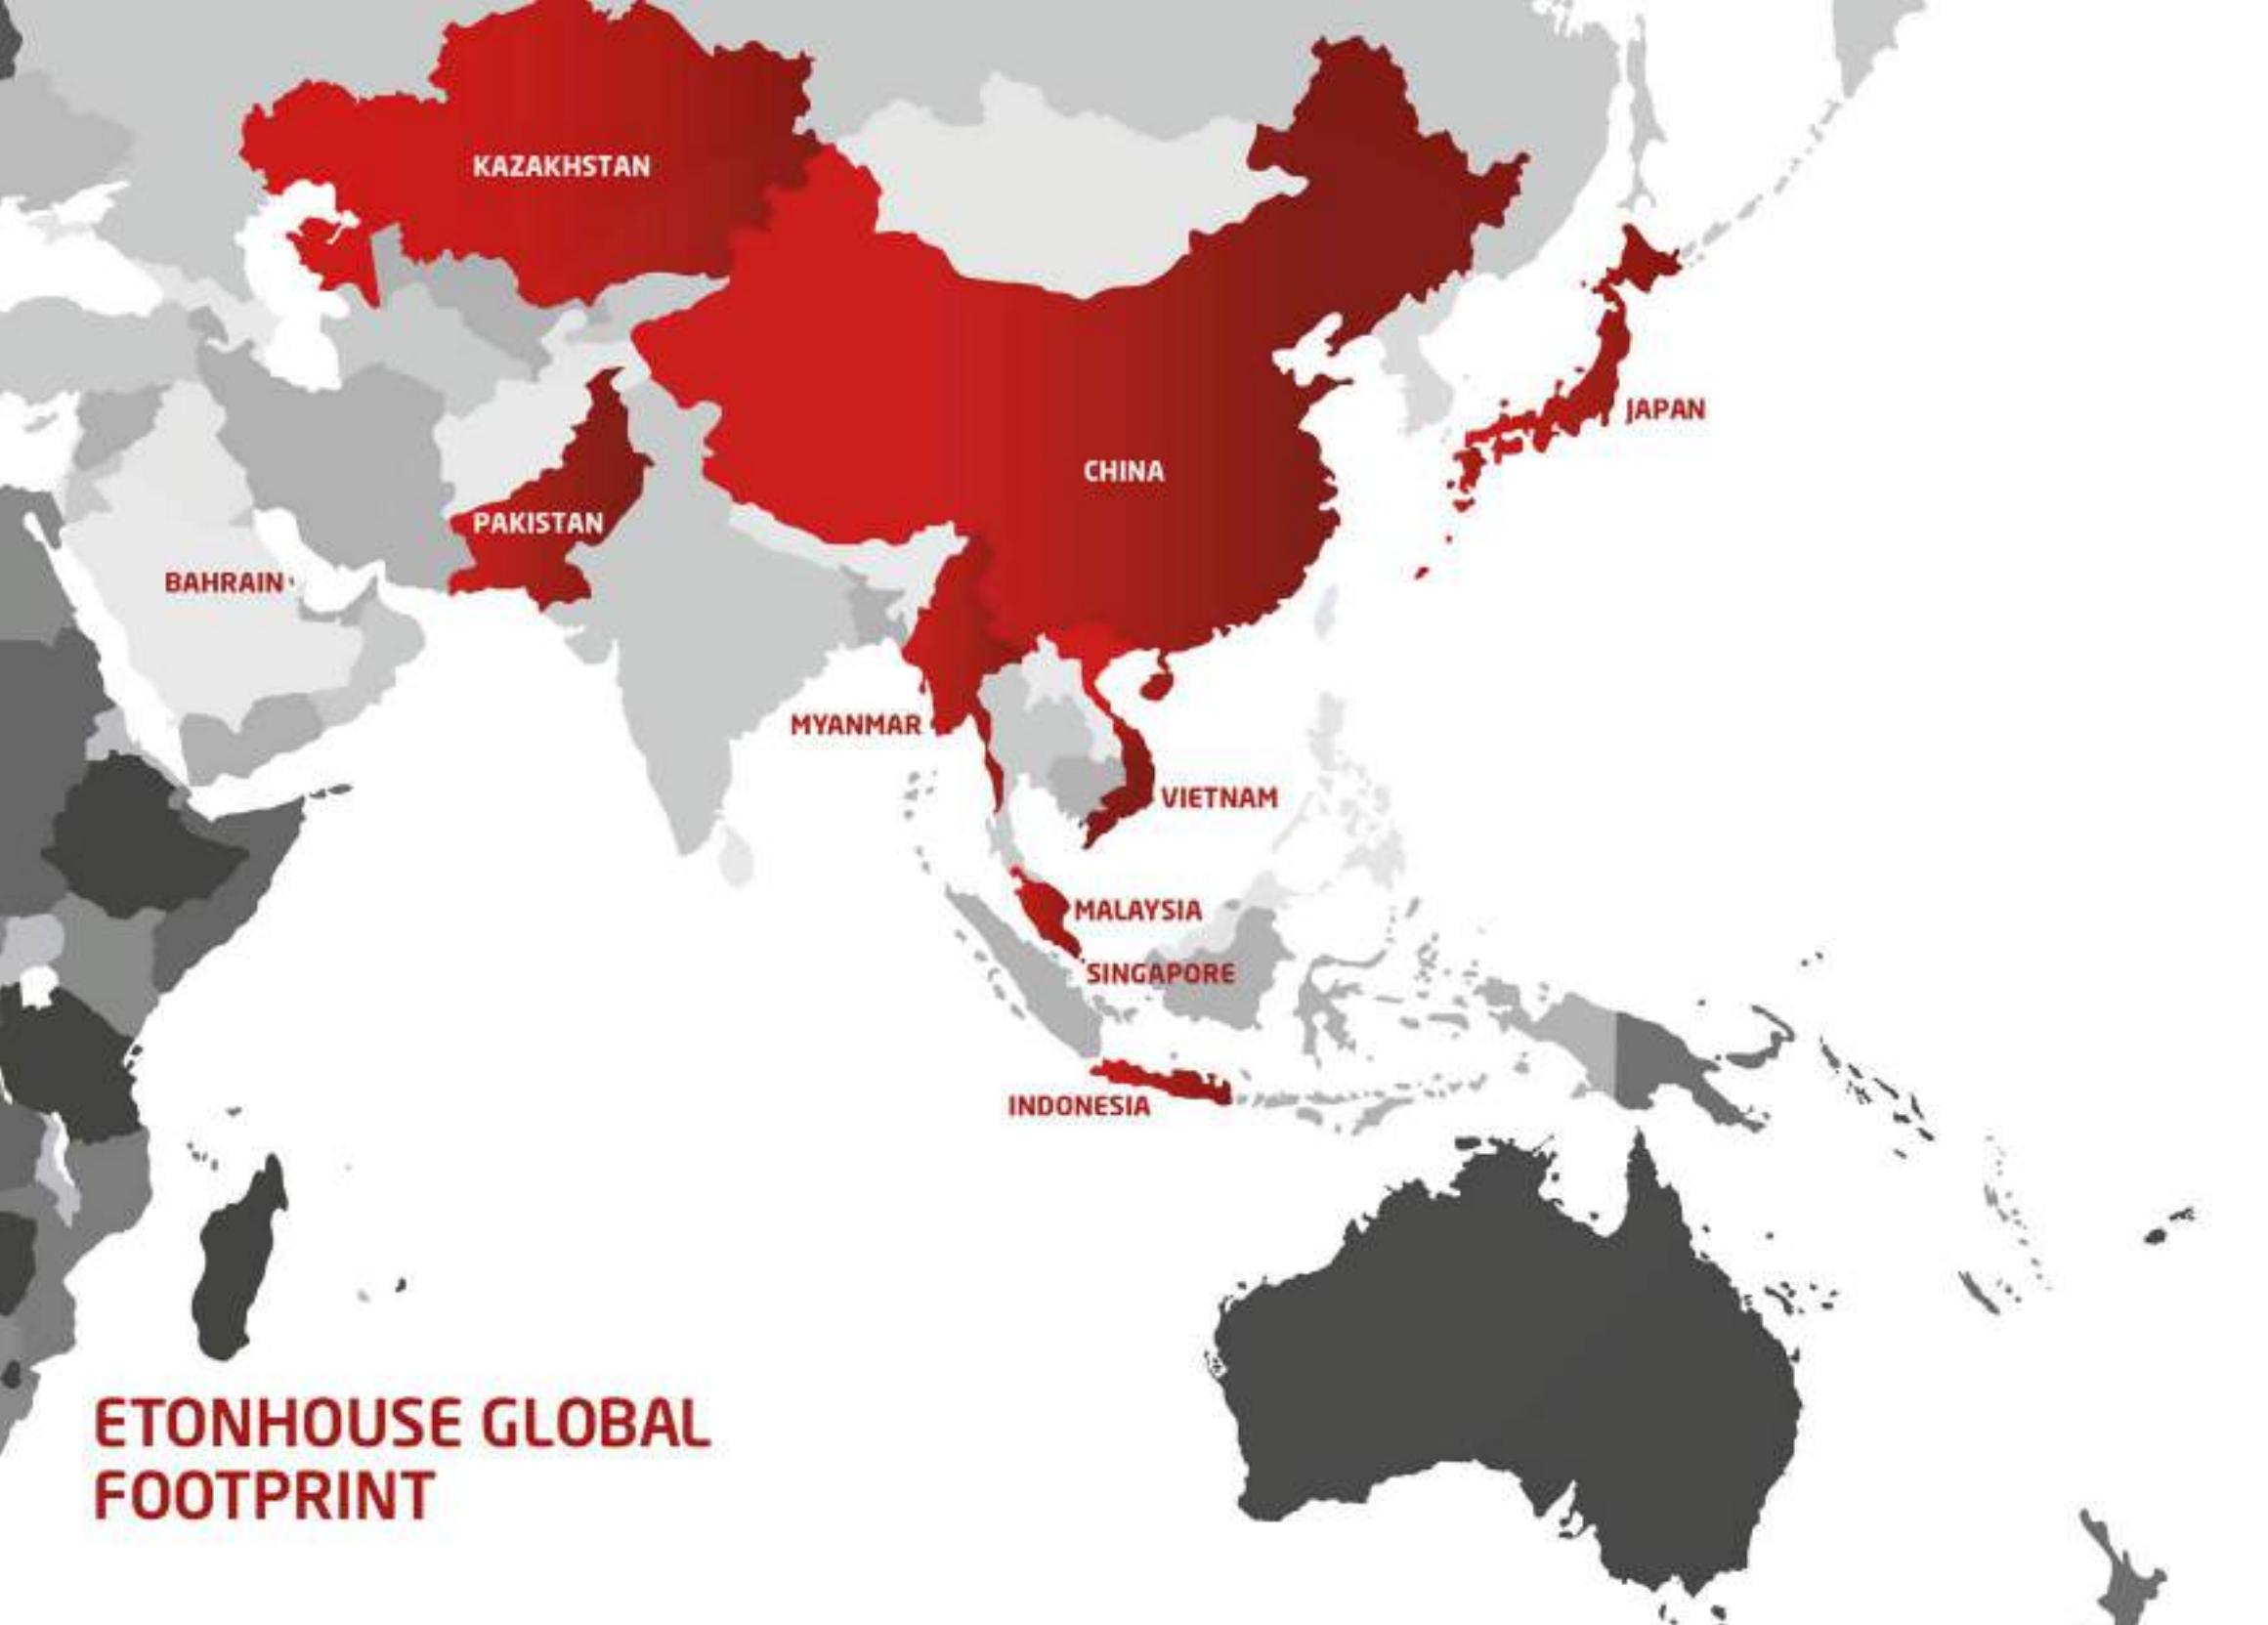 KAZAKHSTAN
JAPAN
CHINA
PAKISTAN
BAHRAIN
MYANMAR
VIETNAM
MALAYSIA
SINGAPORE
INDONESIA
ETONHOUSE GLOBAL
FOOTPRINT